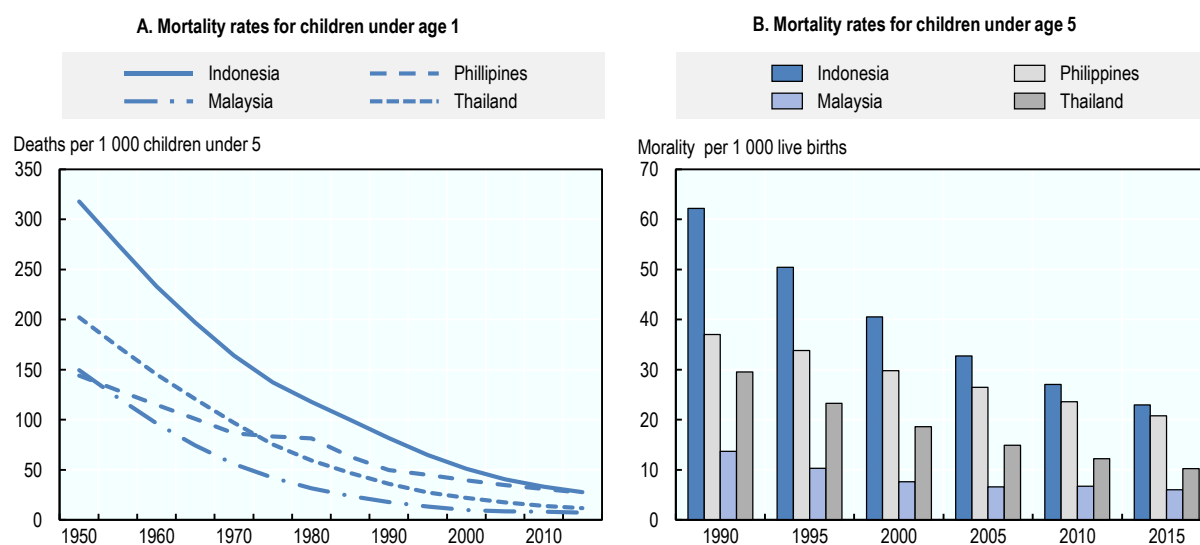 A. Mortality rates for children under age 1
Indonesia
Phillipines
Malaysia
Thailand
Deaths per 1 000 children under 5
350
300
250
200
150
100
50
0
1950 1960 1970 1980 1990 2000 2010
B. Mortality rates for children under age 5
Indonesia
Philippines
Malaysia
Thailand
Morality per 1 000 live births
70
60
50
40
30
20
10
0
1990 1995 2000 2005 2010 2015